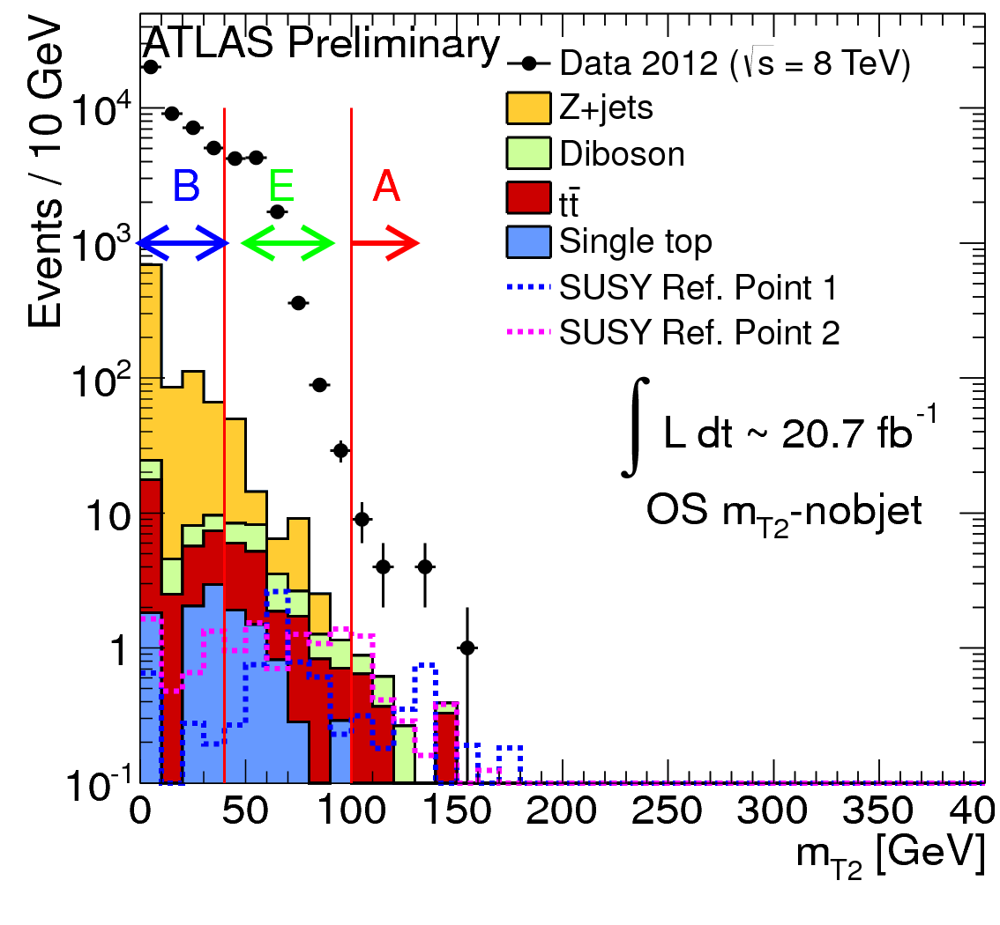 ATLAS Preliminary
Events / 10 GeV
Data 2012 (√s = 8 TeV)
Z+jets
Diboson
tt̄
Single top
SUSY Ref. Point 1
SUSY Ref. Point 2
B
E
A
∫ L dt ~ 20.7 fb⁻¹
OS m_T2-nobjet
10⁴
10³
10²
10
1
10⁻¹
0 50 100 150 200 250 300 350 40
m_T2 [GeV]